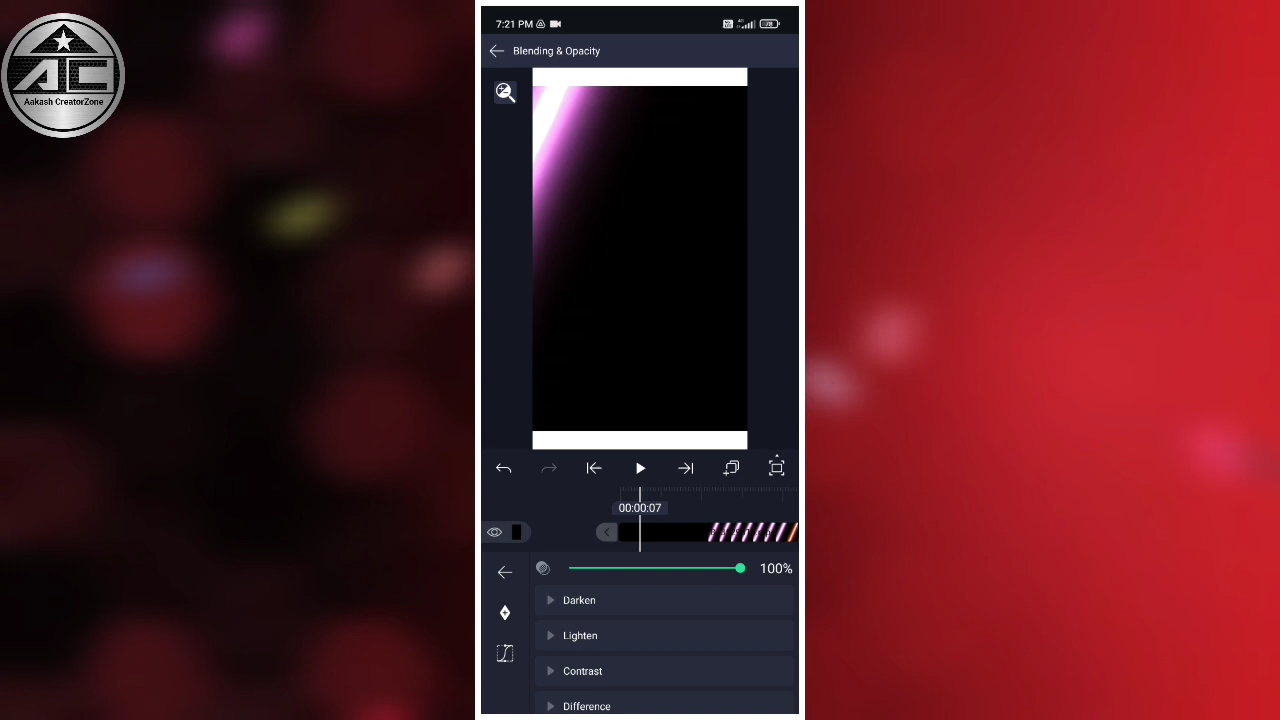 AC
Aakash CreatorZone
7:21 PM
Blending & Opacity
00:00:07
100%
Darken
Lighten
Contrast
Difference